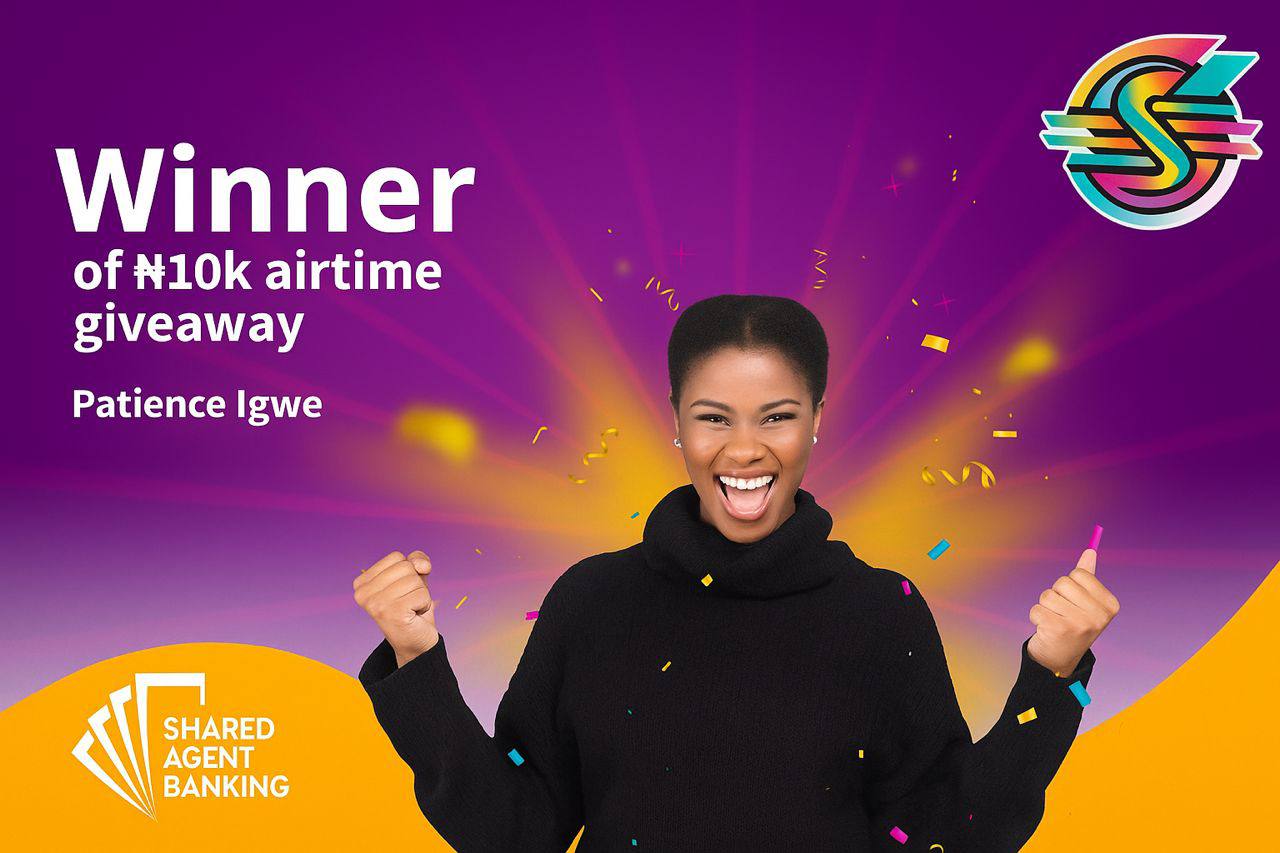 Winner
of ₦10k airtime
giveaway
Patience Igwe
SHARED
AGENT
BANKING